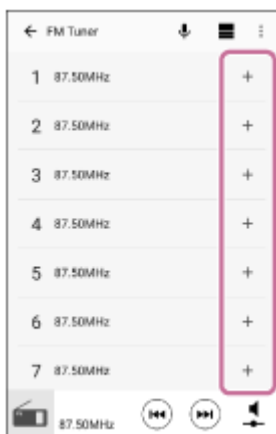 ← FM Tuner
1 87.50MHz +
2 87.50MHz +
3 87.50MHz +
4 87.50MHz +
5 87.50MHz +
6 87.50MHz +
7 87.50MHz +
87.50MHz